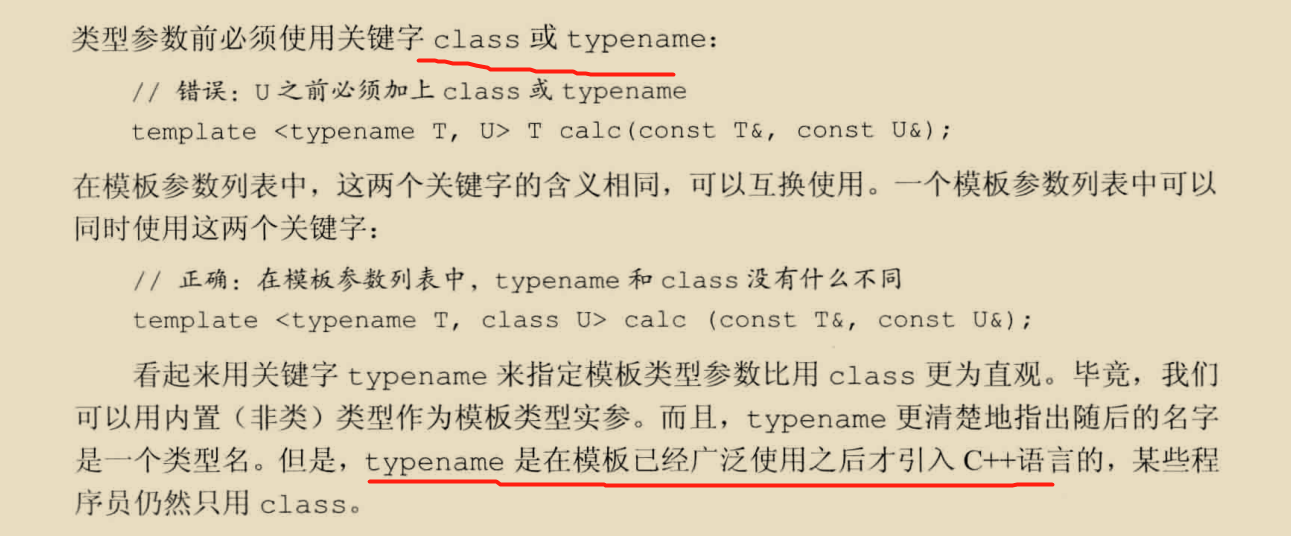 类型参数前必须使用关键字 class 或 typename：
// 错误：U 之前必须加上 class 或 typename
template <typename T, U> T calc(const T&, const U&);
在模板参数列表中，这两个关键字的含义相同，可以互换使用。一个模板参数列表中可以
同时使用这两个关键字：
// 正确：在模板参数列表中，typename 和 class 没有什么不同
template <typename T, class U> calc (const T&, const U&);
看起来用关键字 typename 来指定模板类型参数比用 class 更为直观。毕竟，我们
可以用内置（非类）类型作为模板类型实参。而且，typename 更清楚地指出随后的名字
是一个类型名。但是，typename 是在模板已经广泛使用之后才引入 C++语言的，某些程
序员仍然只用 class。